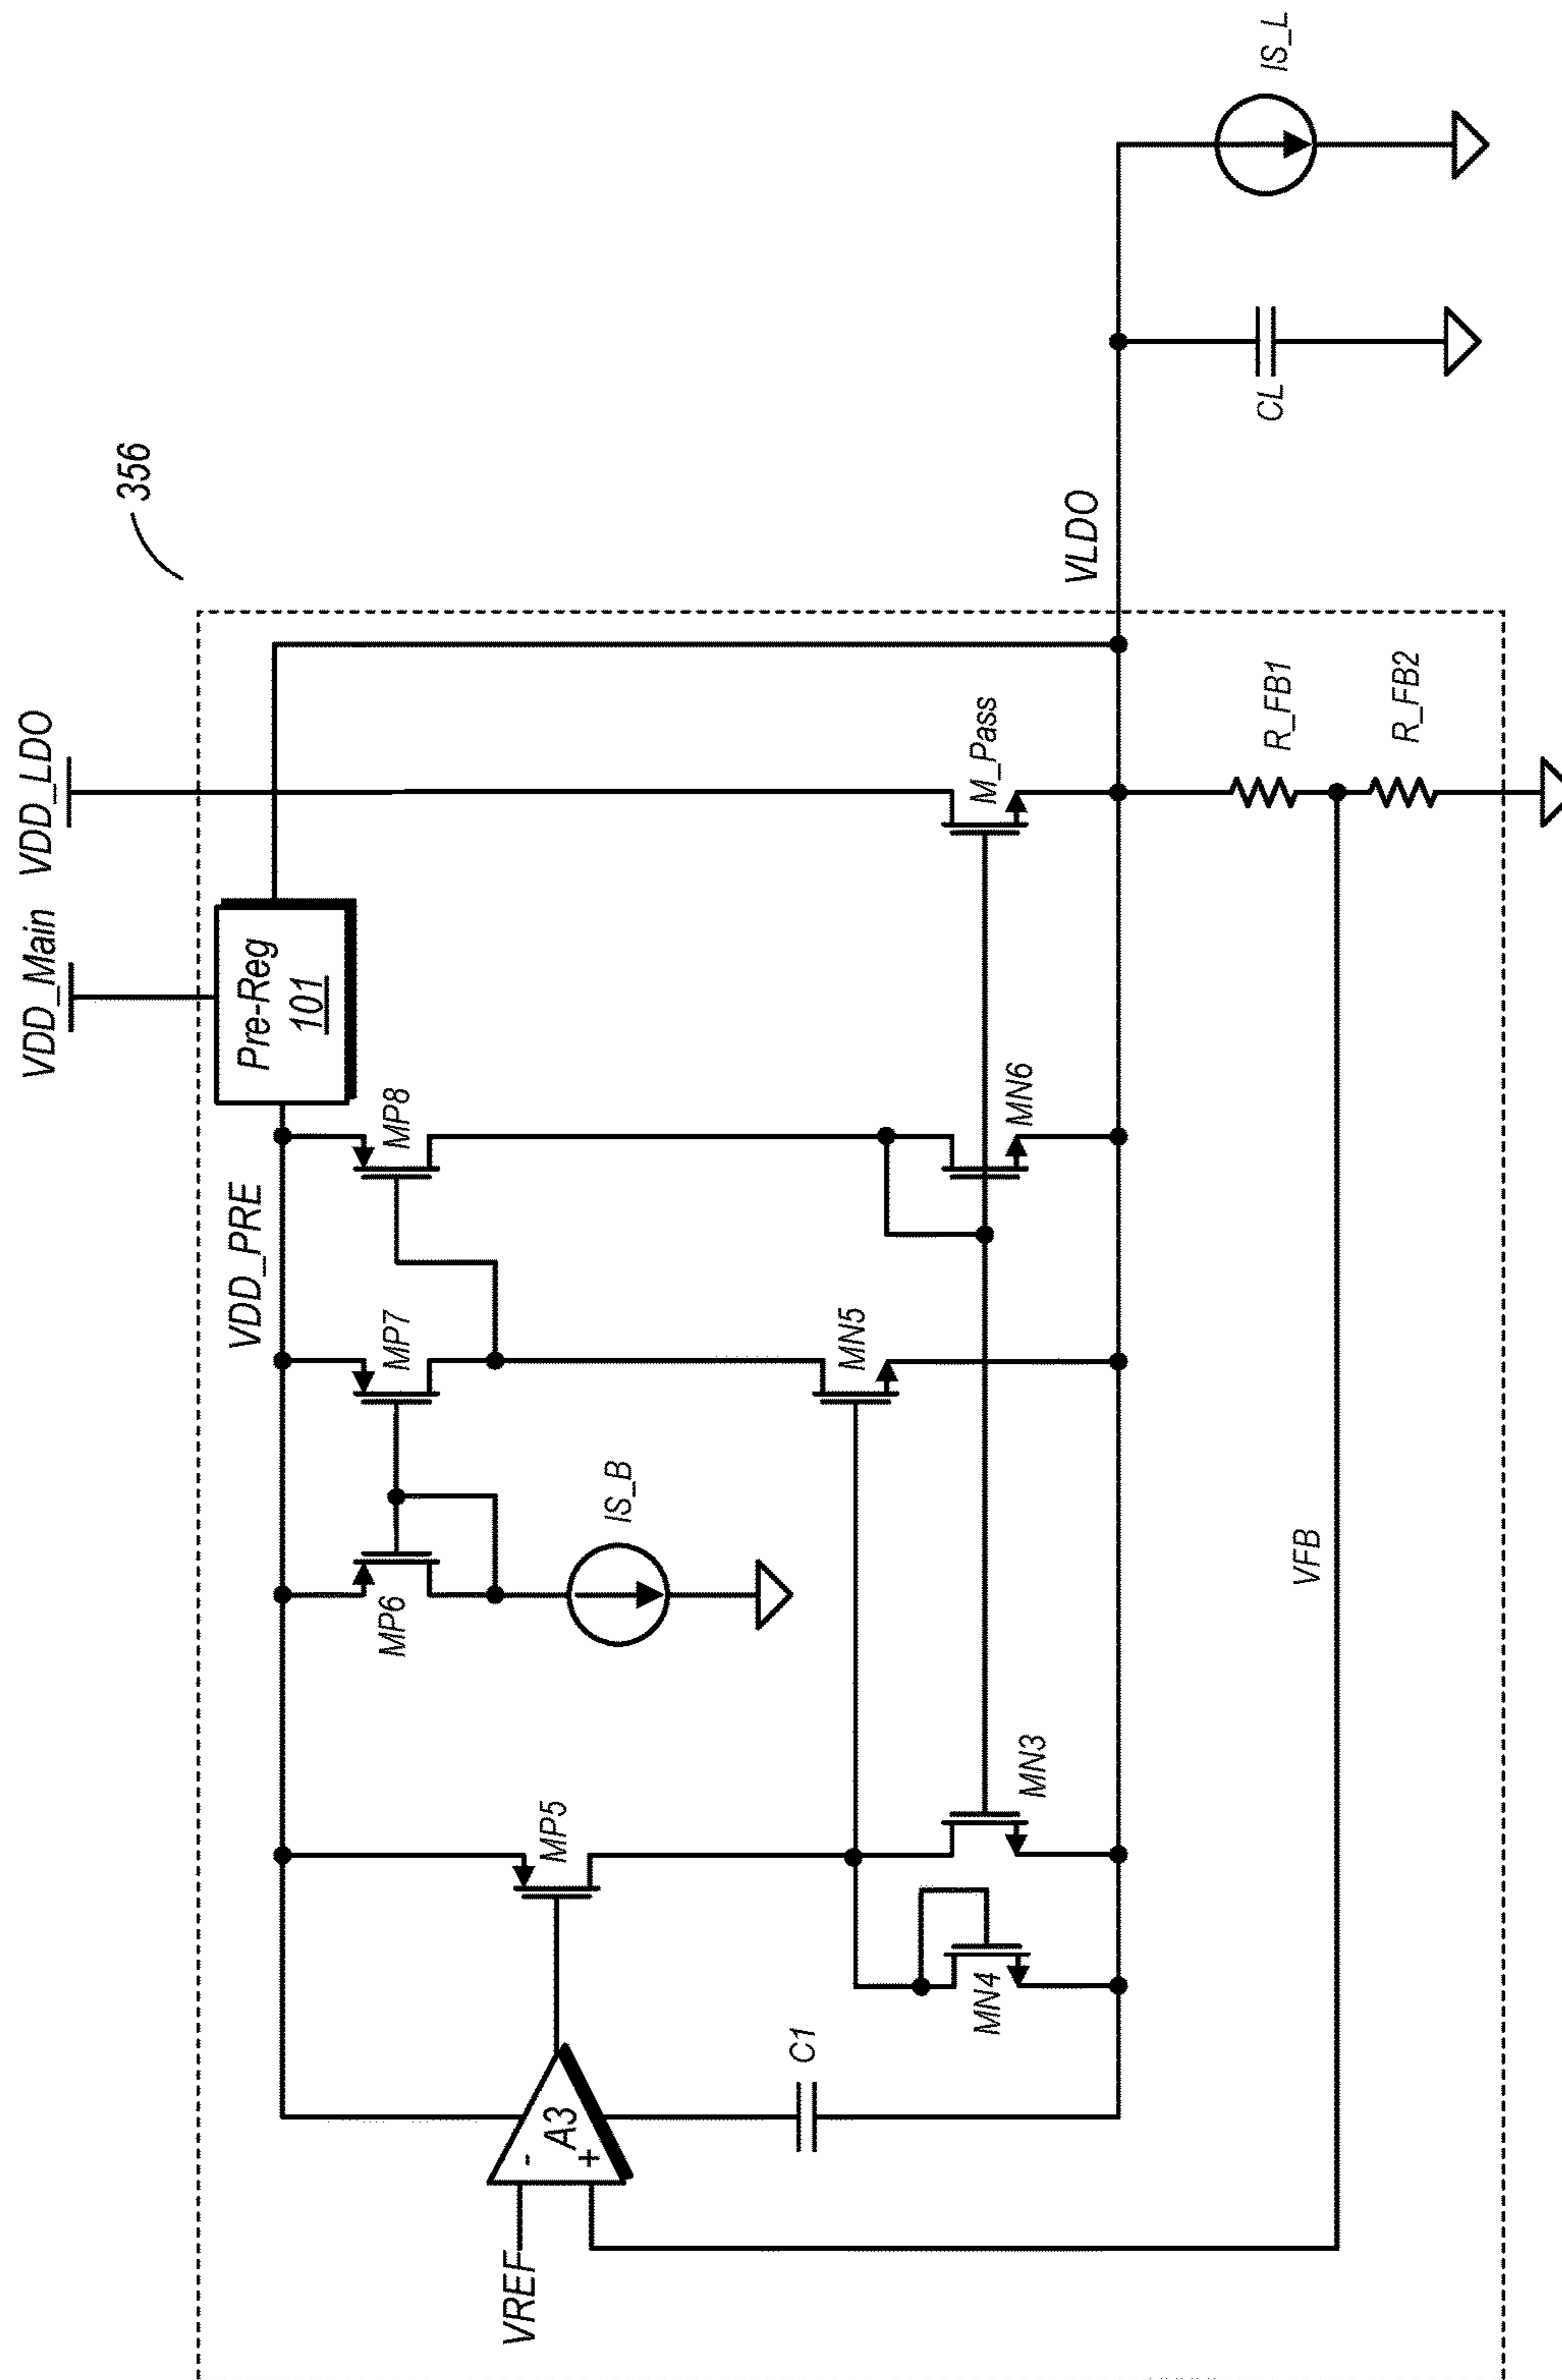 VDD_Main
VDD_LDO
356
Pre-Reg
101
VDD_PRE
MP8
MP7
MP6
MP5
IS_B
A3
-
+
VREF
C1
MN4
MN3
MN5
MN6
M_Pass
VLDO
R_FB1
R_FB2
VFB
CL
IS_L